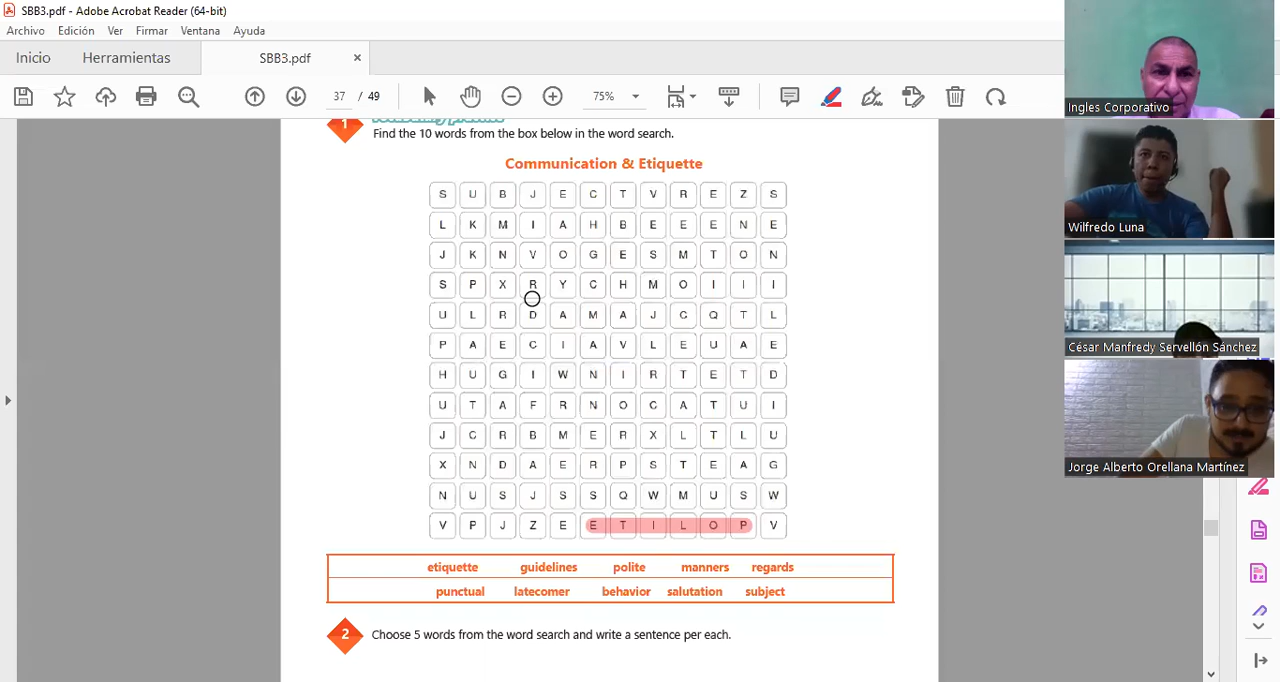 SBB3.pdf - Adobe Acrobat Reader (64-bit)
Archivo Edición Ver Firmar Ventana Ayuda
Inicio Herramientas SBB3.pdf ×
37 / 49 75%
1
Find the 10 words from the box below in the word search.
Communication & Etiquette
S U B J E C T V R E Z S
L K M I A H B E E E N E
J K N V O G E S M T O N
S P X R Y C H M O I I I
U L R D A M A J C Q T L
P A E C I A V L E U A E
H U G I W N I R T E T D
U T A F R N O C A T U I
J C R B M E R X L T L U
X N D A E R P S T E A G
N U S J S S Q W M U S W
V P J Z E E T I L O P V
etiquette guidelines polite manners regards
punctual latecomer behavior salutation subject
2 Choose 5 words from the word search and write a sentence per each.
Ingles Corporativo
Wilfredo Luna
César Manfredy Servellón Sánchez
Jorge Alberto Orellana Martínez